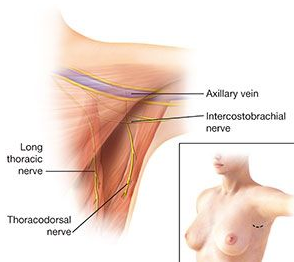 Axillary vein
Intercostobrachial
nerve
Long
thoracic
nerve
Thoracodorsal
nerve